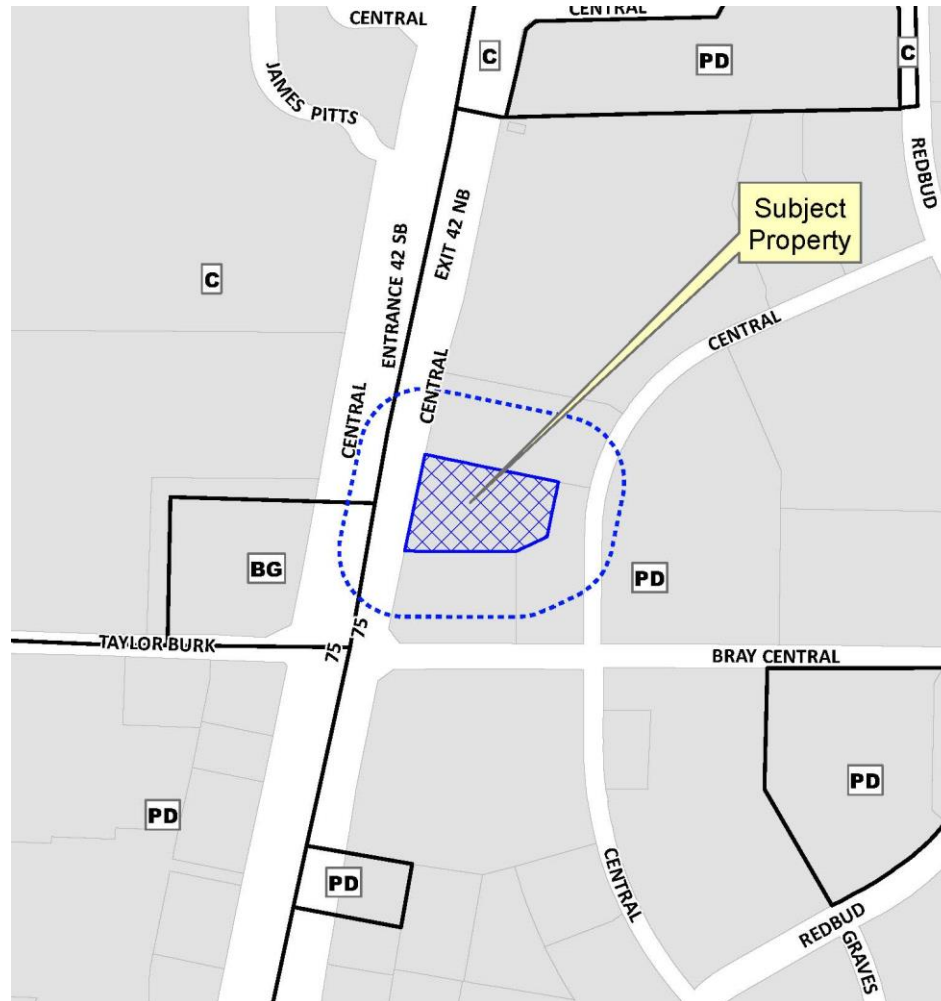 CENTRAL
CENTRAL
C
PD
C
JAMES PITTS
REDBUD
Subject
Property
EXIT 42 NB
ENTRANCE 42 SB
C
CENTRAL
CENTRAL
CENTRAL
BG
PD
75
75
TAYLOR BURK
BRAY CENTRAL
PD
PD
PD
CENTRAL
REDBUD
GRAVES